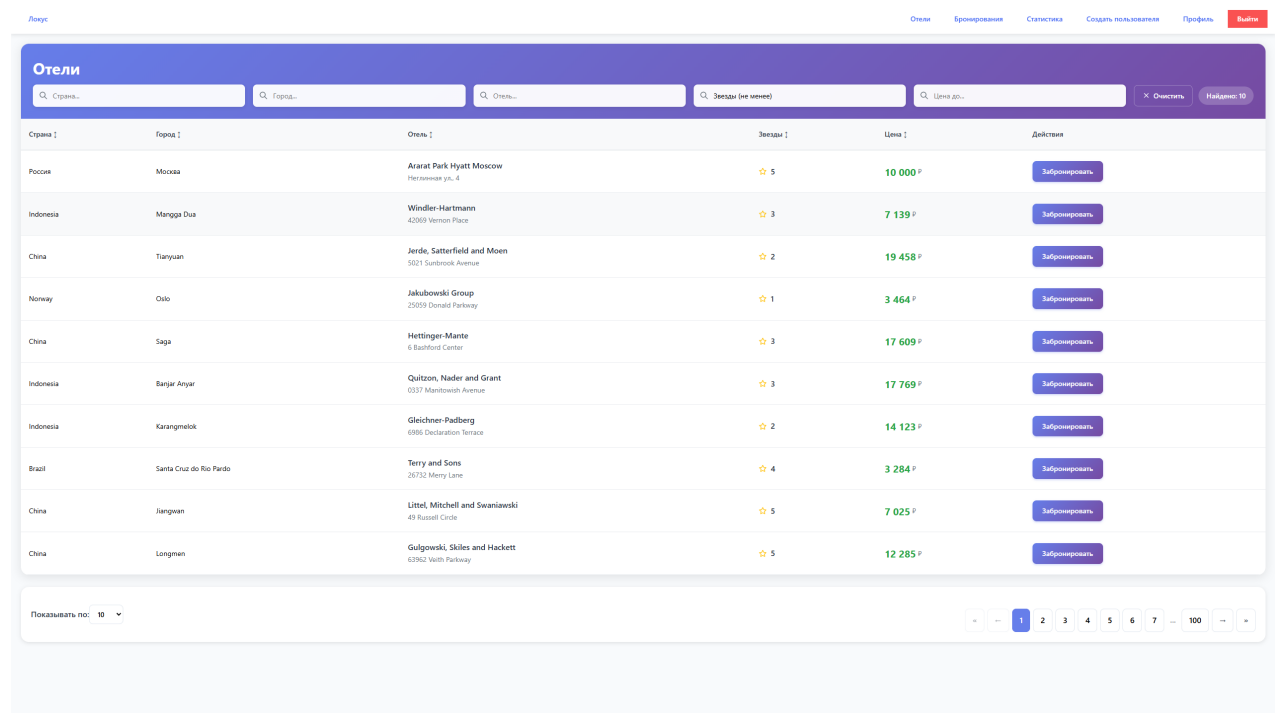 Локус
Отели Бронирования Статистика Создать пользователя Профиль Выйти
Отели
Страна... Город... Отель... Звезды (не менее) Цена до... × Очистить Найдено: 10
Страна ↕ Город ↕ Отель ↕ Звезды ↕ Цена ↕ Действия
Россия Москва Ararat Park Hyatt Moscow 5 10 000 ₽ Забронировать
Неглинная ул., 4
Indonesia Mangga Dua Windler-Hartmann 3 7 139 ₽ Забронировать
42069 Vernon Place
China Tianyuan Jerde, Satterfield and Moen 2 19 458 ₽ Забронировать
5021 Sunbrook Avenue
Norway Oslo Jakubowski Group 1 3 464 ₽ Забронировать
25059 Donald Parkway
China Saga Hettinger-Mante 3 17 609 ₽ Забронировать
6 Bashford Center
Indonesia Banjar Anyar Quitzon, Nader and Grant 3 17 769 ₽ Забронировать
0337 Manitowish Avenue
Indonesia Karangmelok Gleichner-Padberg 2 14 123 ₽ Забронировать
6986 Declaration Terrace
Brazil Santa Cruz do Rio Pardo Terry and Sons 4 3 284 ₽ Забронировать
26732 Merry Lane
China Jiangwan Littel, Mitchell and Swaniawski 5 7 025 ₽ Забронировать
49 Russell Circle
China Longmen Gulgowski, Skiles and Hackett 5 12 285 ₽ Забронировать
63962 Veith Parkway
Показывать по: 10
« ← 1 2 3 4 5 6 7 ... 100 → »